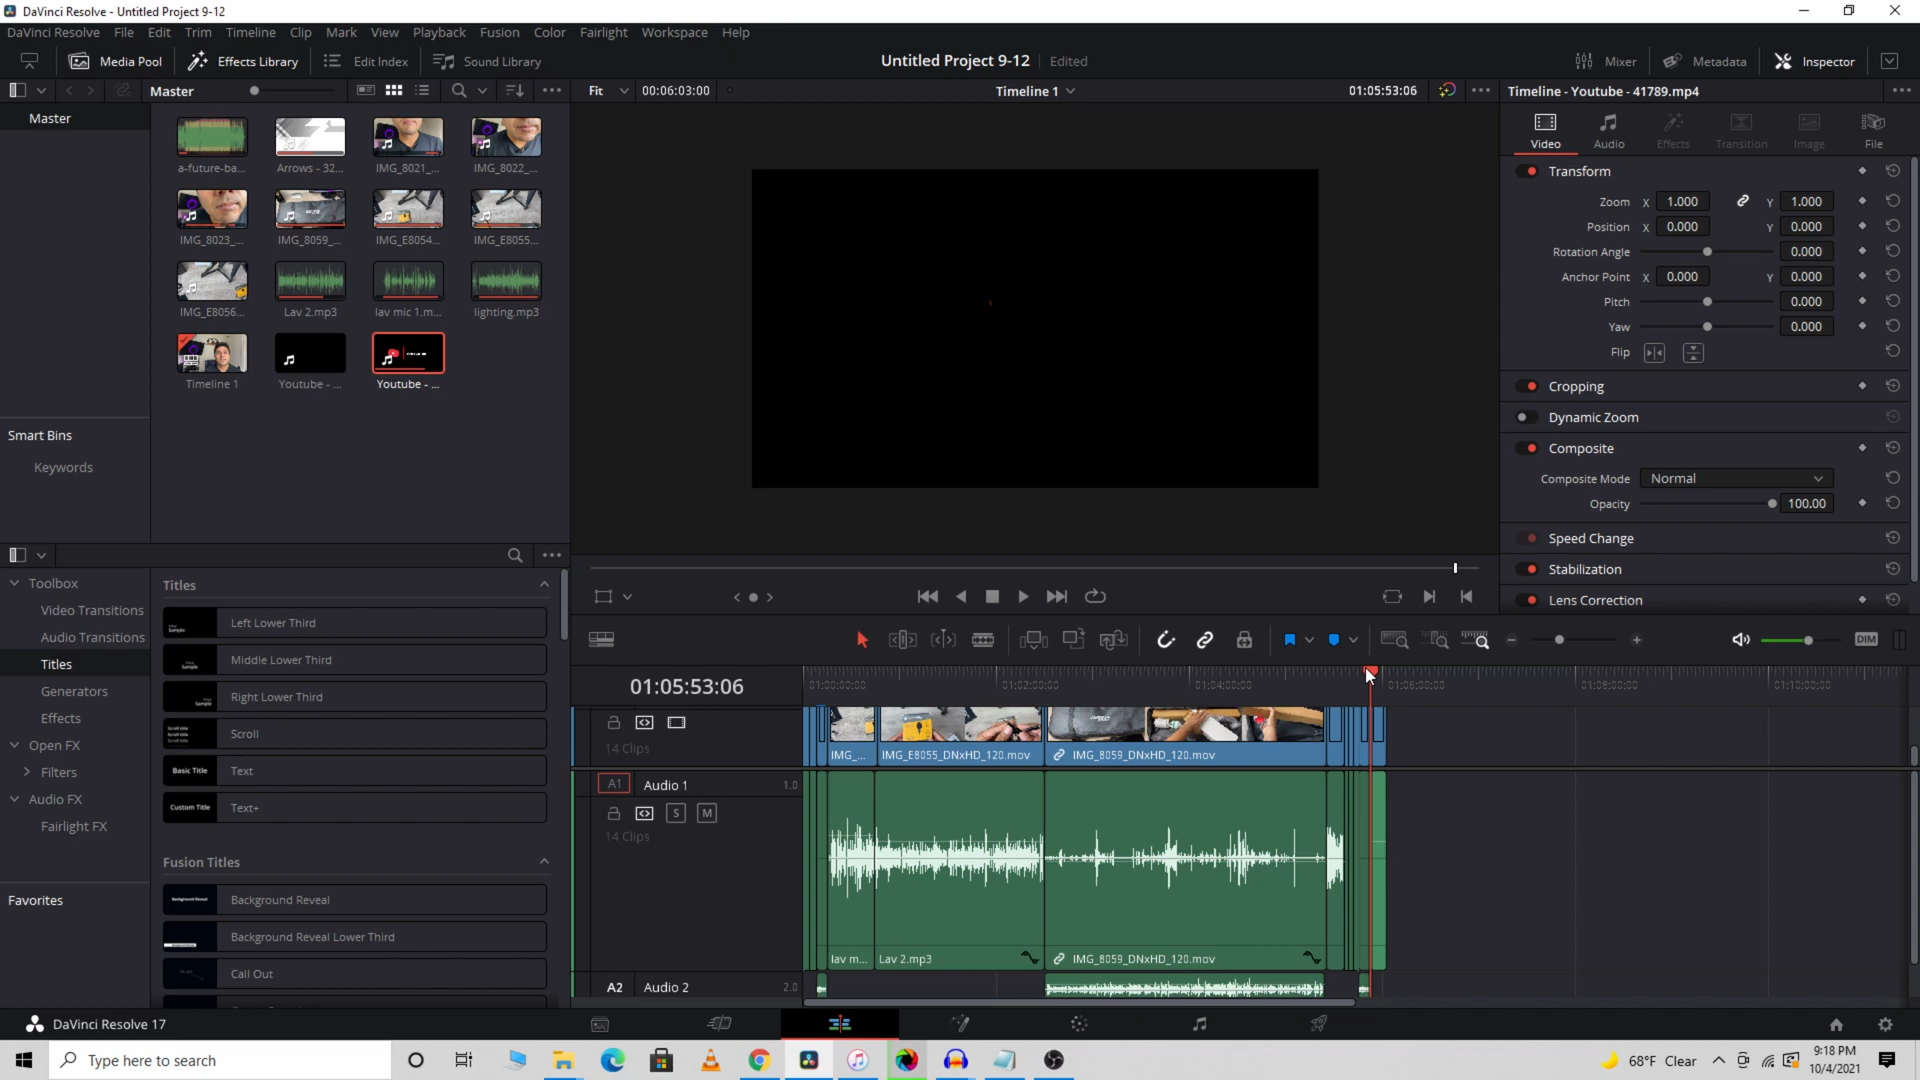 DaVinci Resolve - Untitled Project 9-12
DaVinci Resolve File Edit Trim Timeline Clip Mark View Playback Fusion Color Fairlight Workspace Help
Media Pool Effects Library Edit Index Sound Library Untitled Project 9-12 Edited Mixer Metadata Inspector
Master Fit 00:06:03:00 Timeline 1 01:05:53:06 Timeline - Youtube - 41789.mp4
Master
Video Audio Effects Transition Image File
a-future-ba... Arrows - 32... IMG_8021_... IMG_8022_...
IMG_8023_... IMG_8059_... IMG_E8054... IMG_E8055...
IMG_E8056... Lav 2.mp3 lav mic 1.m... lighting.mp3
Timeline 1 Youtube - ... Youtube - ...
Transform
Zoom X 1.000 Y 1.000
Position X 0.000 Y 0.000
Rotation Angle 0.000
Anchor Point X 0.000 Y 0.000
Pitch 0.000
Yaw 0.000
Flip
Cropping
Dynamic Zoom
Composite
Composite Mode Normal
Opacity 100.00
Speed Change
Stabilization
Lens Correction
Smart Bins
Keywords
Toolbox
Video Transitions
Audio Transitions
Titles
Generators
Effects
Open FX
Filters
Audio FX
Fairlight FX
Favorites
Titles
Left Lower Third
Middle Lower Third
Right Lower Third
Scroll
Basic Title Text
Custom Title Text+
Fusion Titles
Background Reveal Background Reveal
Background Reveal Lower Third
Call Out
DIM
01:05:53:06 01:00:00:00 01:02:00:00 01:04:00:00 01:06:00:00 01:08:00:00 01:10:00:00
14 Clips
IMG_... IMG_E8055_DNxHD_120.mov IMG_8059_DNxHD_120.mov
A1 Audio 1 1.0
S M
14 Clips
lav m... Lav 2.mp3 IMG_8059_DNxHD_120.mov
A2 Audio 2 2.0
DaVinci Resolve 17
Type here to search
68°F Clear
9:18 PM
10/4/2021